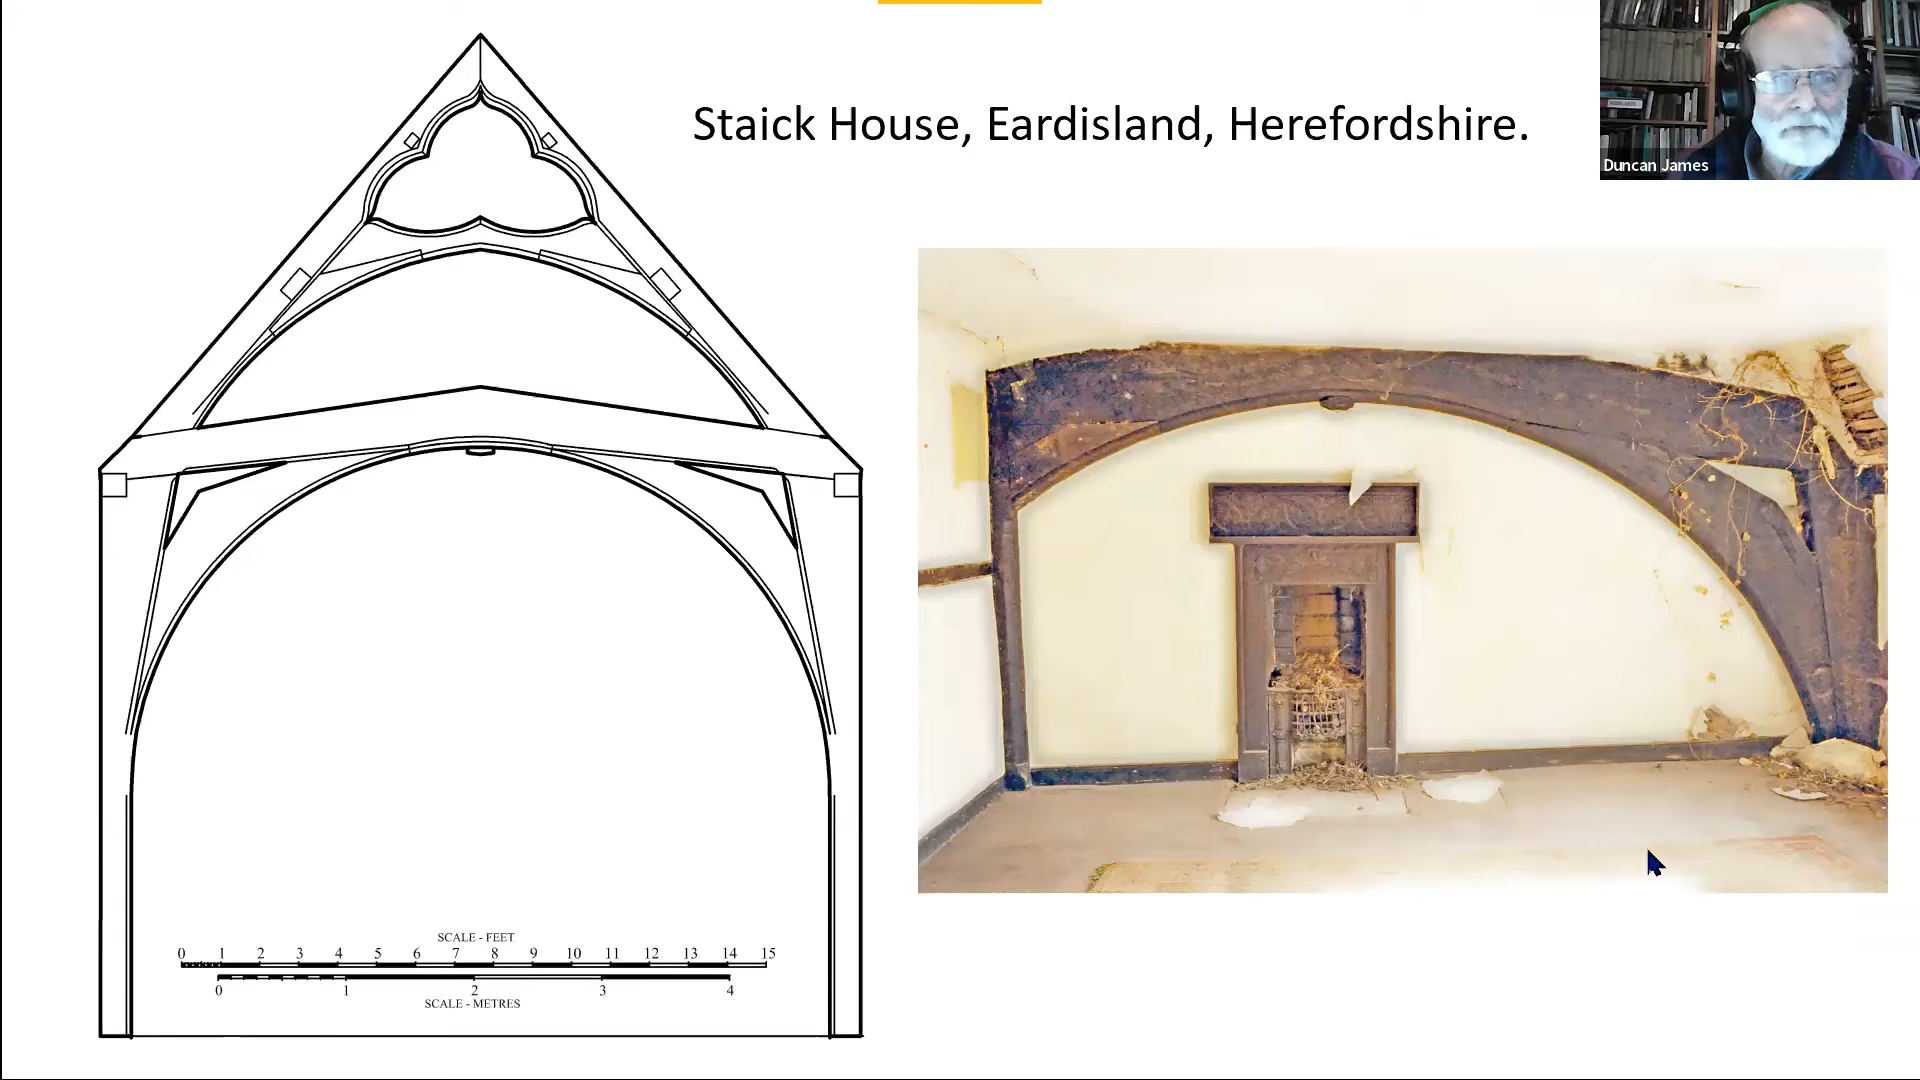 Staick House, Eardisland, Herefordshire.
Duncan James
SCALE - FEET
0 1 2 3 4 5 6 7 8 9 10 11 12 13 14 15
0 1 2 3 4
SCALE - METRES